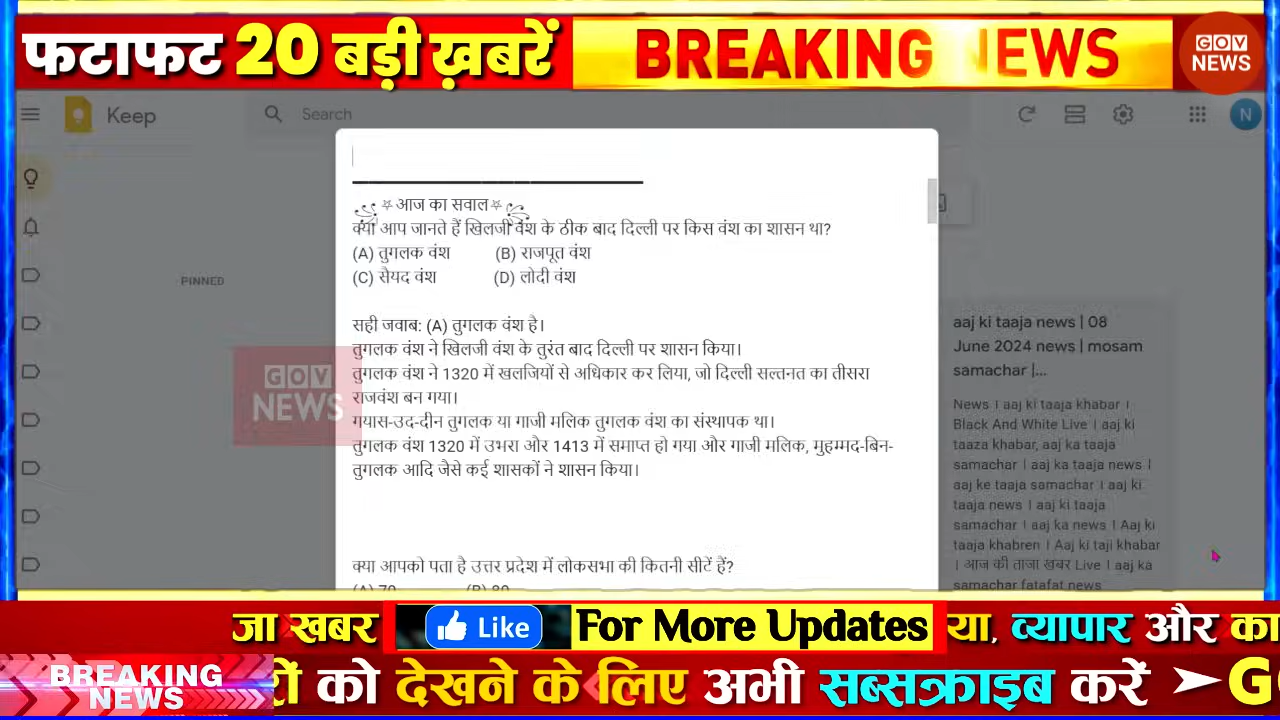 फटाफट 20 बड़ी ख़बरें
BREAKING NEWS
GOV
NEWS
Keep
Search
N
आज का सवाल
क्या आप जानते हैं खिलजी वंश के ठीक बाद दिल्ली पर किस वंश का शासन था?
(A) तुगलक वंश (B) राजपूत वंश
(C) सैयद वंश (D) लोदी वंश
PINNED
सही जवाब: (A) तुगलक वंश है।
तुगलक वंश ने खिलजी वंश के तुरंत बाद दिल्ली पर शासन किया।
तुगलक वंश ने 1320 में खलजियों से अधिकार कर लिया, जो दिल्ली सल्तनत का तीसरा
राजवंश बन गया।
गयास-उद-दीन तुगलक या गाजी मलिक तुगलक वंश का संस्थापक था।
तुगलक वंश 1320 में उभरा और 1413 में समाप्त हो गया और गाजी मलिक, मुहम्मद-बिन-
तुगलक आदि जैसे कई शासकों ने शासन किया।
क्या आपको पता है उत्तर प्रदेश में लोकसभा की कितनी सीटें हैं?
(A) 70 (B) 80
GOV
NEWS
aaj ki taaja news | 08
June 2024 news | mosam
samachar |...
News । aaj ki taaja khabar ।
Black And White Live । aaj ki
taaza khabar, aaj ka taaja
samachar । aaj ka taaja news ।
aaj ke taaja samachar । aaj ki
taaja news । aaj ki taaja
samachar । aaj ka news । Aaj ki
taaja khabren । Aaj ki taji khabar
। आज की ताजा खबर Live । aaj ka
samachar fatafat news
जा खबर Like For More Updates या, व्यापार और का
BREAKING
NEWS
को देखने के लिए अभी सब्सक्राइब करें ➤G